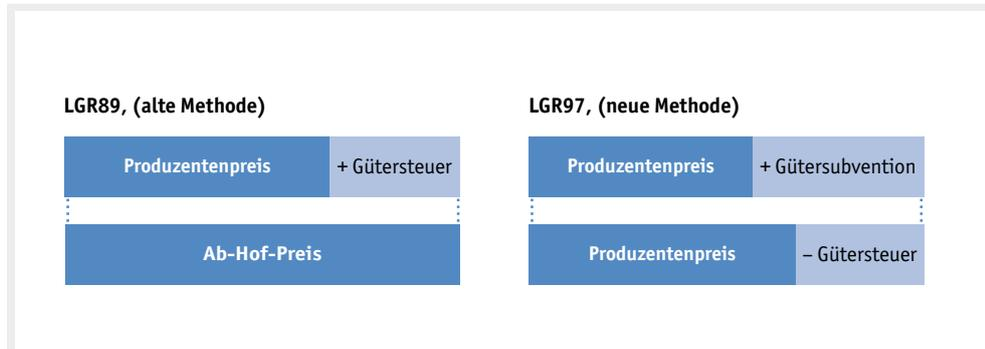 LGR89, (alte Methode)
Produzentenpreis
+ Gütersteuer
Ab-Hof-Preis
LGR97, (neue Methode)
Produzentenpreis
+ Gütersubvention
Produzentenpreis
– Gütersteuer